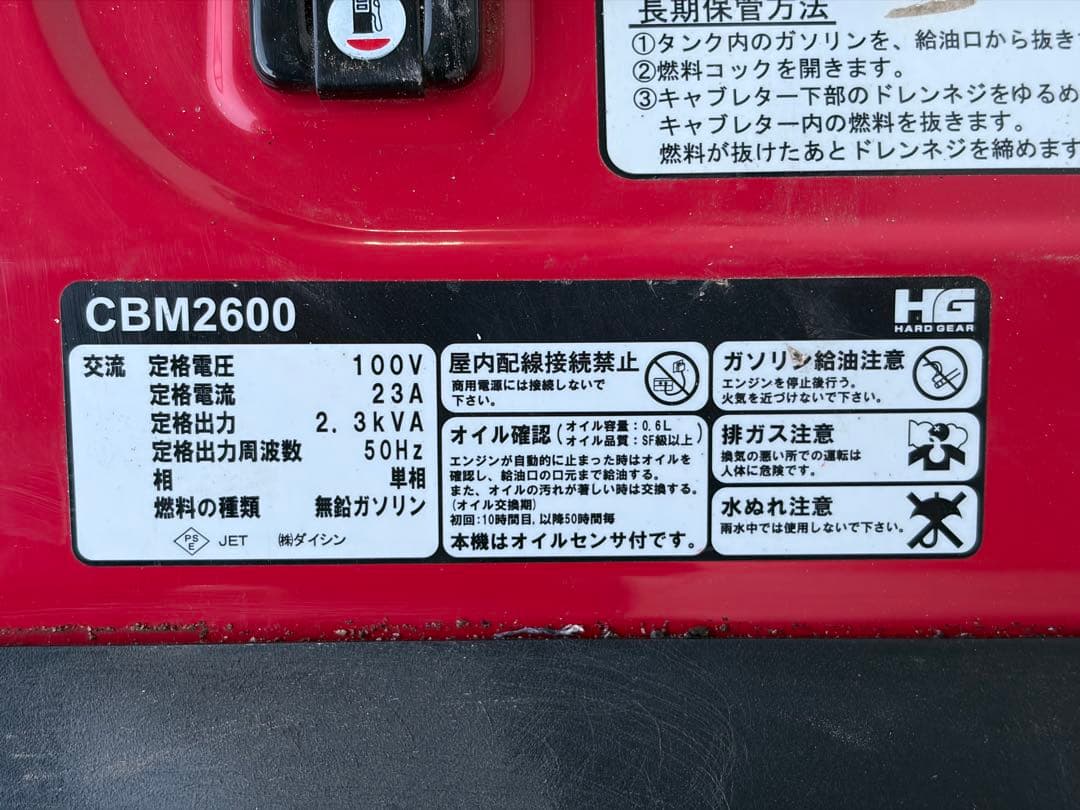 長期保管方法
①タンク内のガソリンを、給油口から抜き
②燃料コックを開きます。
③キャブレター下部のドレンネジをゆるめ
キャブレター内の燃料を抜きます。
燃料が抜けたあとドレンネジを締めます
CBM2600
HG
HARD GEAR
交流 定格電圧 100V
定格電流 23A
定格出力 2.3kVA
定格出力周波数 50Hz
相 単相
燃料の種類 無鉛ガソリン
PS
E
JET ㈱ダイシン
屋内配線接続禁止
商用電源には接続しないで
下さい。
オイル確認(オイル容量:0.6L
オイル品質:SF級以上)
エンジンが自動的に止まった時はオイルを
確認し、給油口の口元まで給油する。
また、オイルの汚れが著しい時は交換する。
(オイル交換期)
初回:10時間目,以降50時間毎
本機はオイルセンサ付です。
ガソリン給油注意
エンジンを停止後行う。
火気を近づけないで下さい。
排ガス注意
換気の悪い所での運転は
人体に危険です。
水ぬれ注意
雨水中では使用しないで下さい。